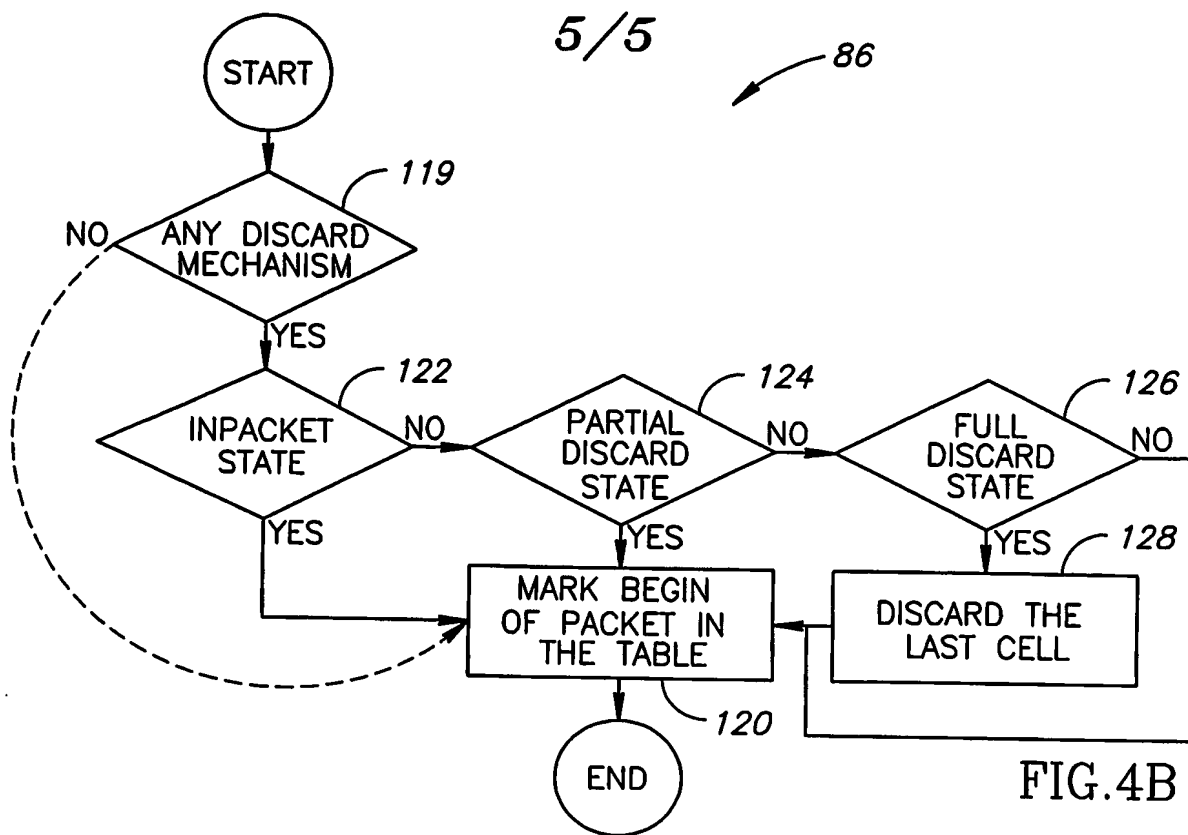 5/5
86
START
119
NO
ANY DISCARD
MECHANISM
YES
122
INPACKET
STATE
NO
YES
124
PARTIAL
DISCARD
STATE
NO
YES
126
FULL
DISCARD
STATE
NO
YES
128
MARK BEGIN
OF PACKET IN
THE TABLE
DISCARD THE
LAST CELL
120
END
FIG.4B